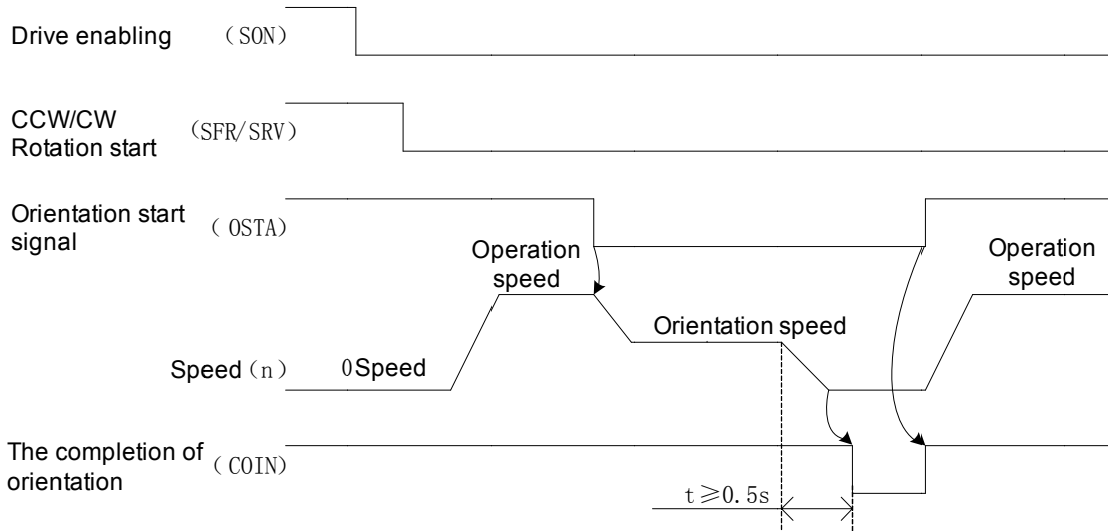 Drive enabling (SON)
CCW/CW
Rotation start (SFR/SRV)
Orientation start
signal (OSTA)
Operation
speed
Operation
speed
Orientation speed
Speed (n) 0Speed
The completion of
orientation (COIN)
t≥0.5s